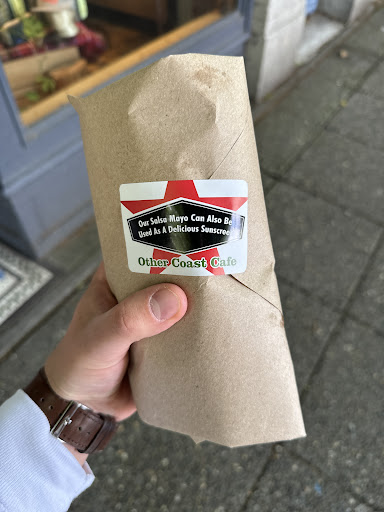 Our Salsa Mayo Can Also Be
Used As A Delicious Sunscreen
Other Coast Cafe